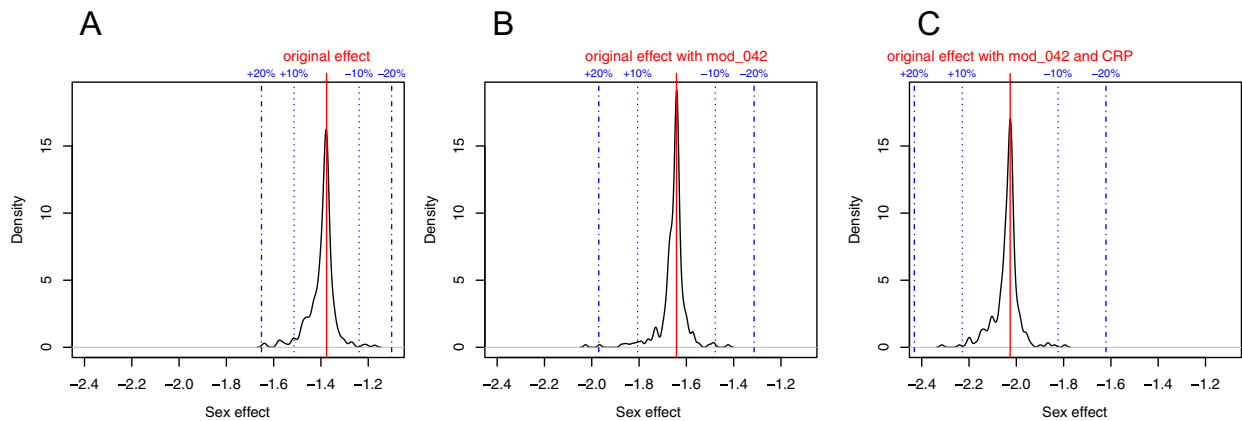 A
original effect
+20% +10% −10% −20%
Density
0 5 10 15
−2.4 −2.2 −2.0 −1.8 −1.6 −1.4 −1.2
Sex effect
B
original effect with mod_042
+20% +10% −10% −20%
Density
0 5 10 15
−2.4 −2.2 −2.0 −1.8 −1.6 −1.4 −1.2
Sex effect
C
original effect with mod_042 and CRP
+20% +10% −10% −20%
Density
0 5 10 15
−2.4 −2.2 −2.0 −1.8 −1.6 −1.4 −1.2
Sex effect